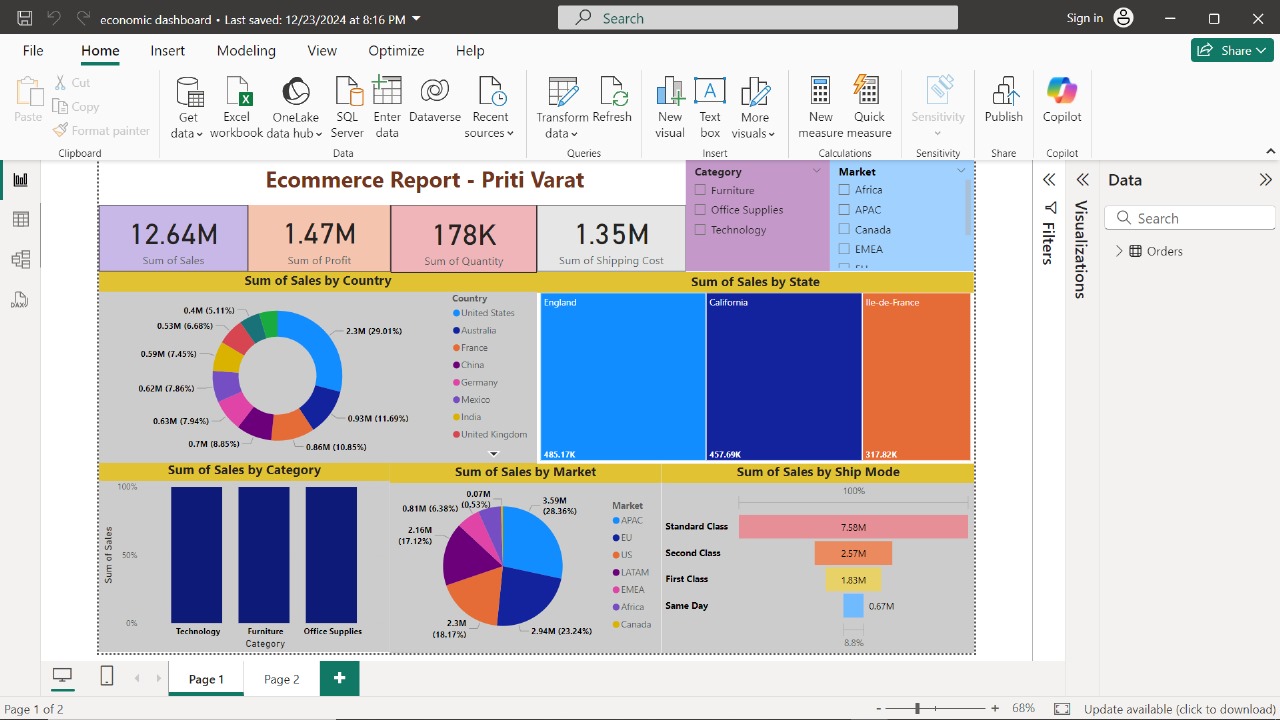 economic dashboard • Last saved: 12/23/2024 at 8:16 PM
Search
Sign in
File
Home
Insert
Modeling
View
Optimize
Help
Share
Paste
Cut
Copy
Format painter
Clipboard
Get data
Excel workbook
OneLake data hub
SQL Server
Enter data
Dataverse
Recent sources
Data
Transform data
Refresh
Queries
New visual
Text box
More visuals
Insert
New measure
Quick measure
Calculations
Sensitivity
Sensitivity
Publish
Share
Copilot
Copilot
Ecommerce Report - Priti Varat
12.64M
Sum of Sales
1.47M
Sum of Profit
178K
Sum of Quantity
1.35M
Sum of Shipping Cost
Category
Furniture
Office Supplies
Technology
Market
Africa
APAC
Canada
EMEA
Sum of Sales by Country
2.3M (29.01%)
0.93M (11.69%)
0.86M (10.85%)
0.7M (8.85%)
0.63M (7.94%)
0.62M (7.86%)
0.59M (7.45%)
0.53M (6.68%)
0.4M (5.11%)
Country
United States
Australia
France
China
Germany
Mexico
India
United Kingdom
Sum of Sales by State
England
485.17K
California
457.69K
Ile-de-France
317.82K
Sum of Sales by Category
Sum of Sales
100%
50%
0%
Technology
Furniture
Office Supplies
Category
Sum of Sales by Market
3.59M
(28.36%)
2.94M (23.24%)
2.3M
(18.17%)
2.16M
(17.12%)
0.81M (6.38%)
0.07M
(0.53%)
Market
APAC
EU
US
LATAM
EMEA
Africa
Canada
Sum of Sales by Ship Mode
100%
Standard Class
7.58M
Second Class
2.57M
First Class
1.83M
Same Day
0.67M
8.8%
Filters
Visualizations
Data
Search
Orders
DAX
Page 1
Page 2
+
Page 1 of 2
- + 68%
Update available (click to download)